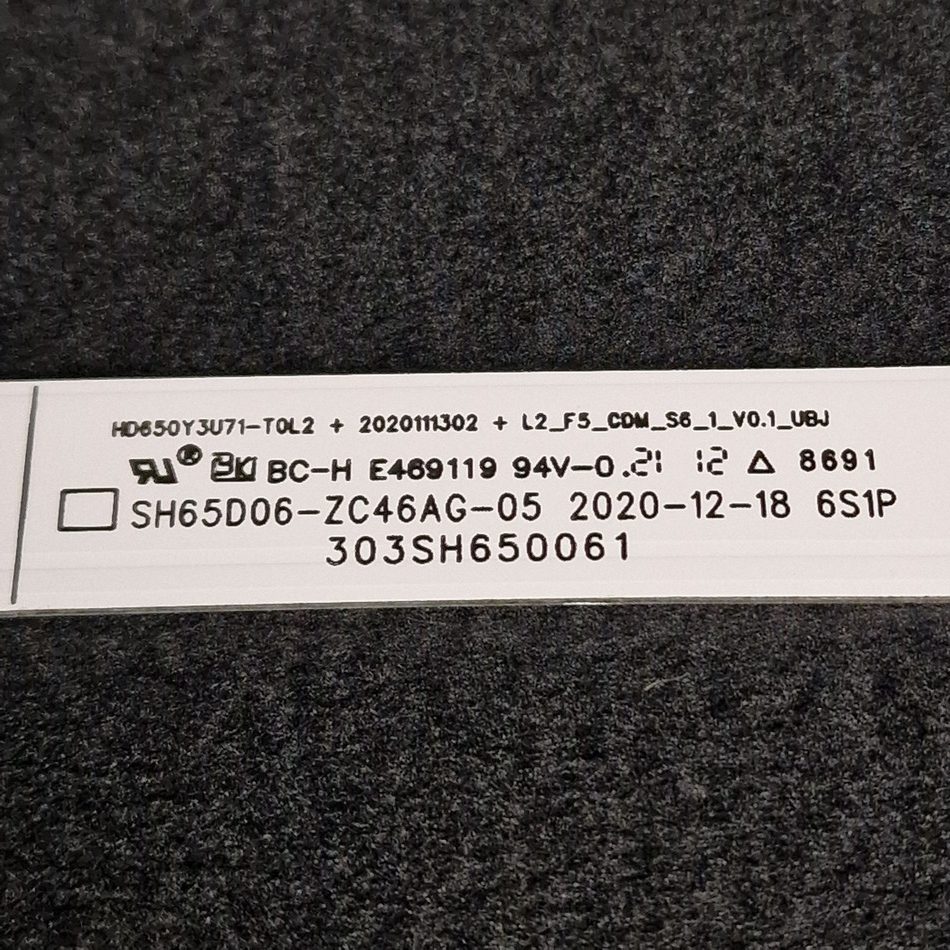 HD650Y3U71-T0L2 + 2020111302 + L2_F5_CDM_S6_1_V0.1_UBJ
BC-H E469119 94V-0 .21 12 △ 8691
SH65D06-ZC46AG-05 2020-12-18 6S1P
303SH650061